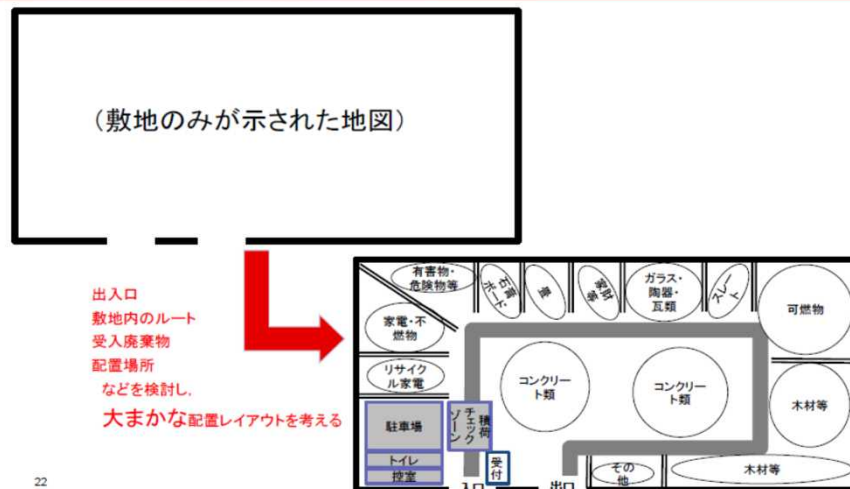 （敷地のみが示された地図）
出入口
敷地内のルート
受入廃棄物
配置場所
などを検討し、
大まかな配置レイアウトを考える
有害物・
危険物等
石膏
ボード
畳
家財
等
ガラス・
陶器・
瓦類
スレー
ト
可燃物
家電・不
燃物
リサイク
ル家電
コンクリー
ト類
コンクリー
ト類
木材等
駐車場
積荷
チェック
ゾーン
トイレ
控室
受付
入口
出口
その
他
木材等
22